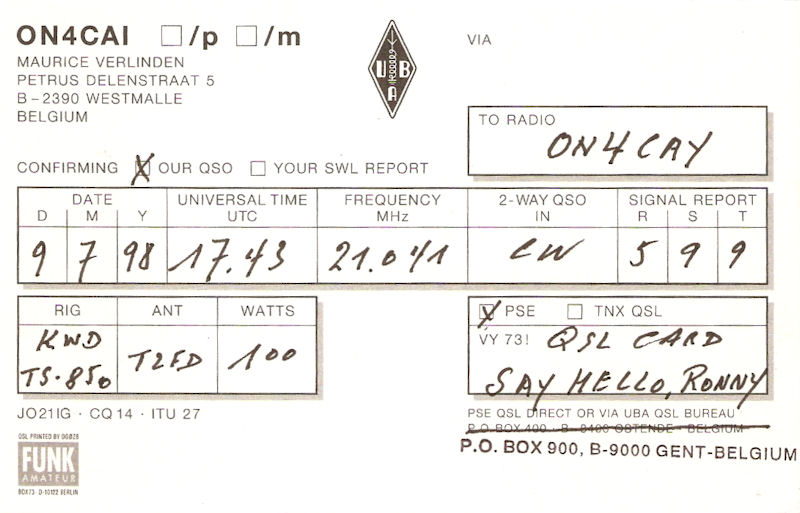 ON4CAI □/p □/m
MAURICE VERLINDEN
PETRUS DELENSTRAAT 5
B-2390 WESTMALLE
BELGIUM
UBA
VIA
TO RADIO
ON4CAY
CONFIRMING ☒ OUR QSO □ YOUR SWL REPORT
DATE UNIVERSAL TIME FREQUENCY 2-WAY QSO SIGNAL REPORT
D M Y UTC MHz IN R S T
9 7 98 17.43 21.041 CW 5 9 9
RIG ANT WATTS
KWD T2FD 100
TS-850
☒ PSE □ TNX QSL
VY 73! QSL CARD
SAY HELLO, RONNY
JO21IG · CQ 14 · ITU 27
PSE QSL DIRECT OR VIA UBA QSL BUREAU
P.O. BOX 400 - B-8400 OSTENDE - BELGIUM
P.O. BOX 900, B-9000 GENT-BELGIUM
QSL PRINTED BY DG0ZB
FUNK
AMATEUR
BOX 73 D-10122 BERLIN